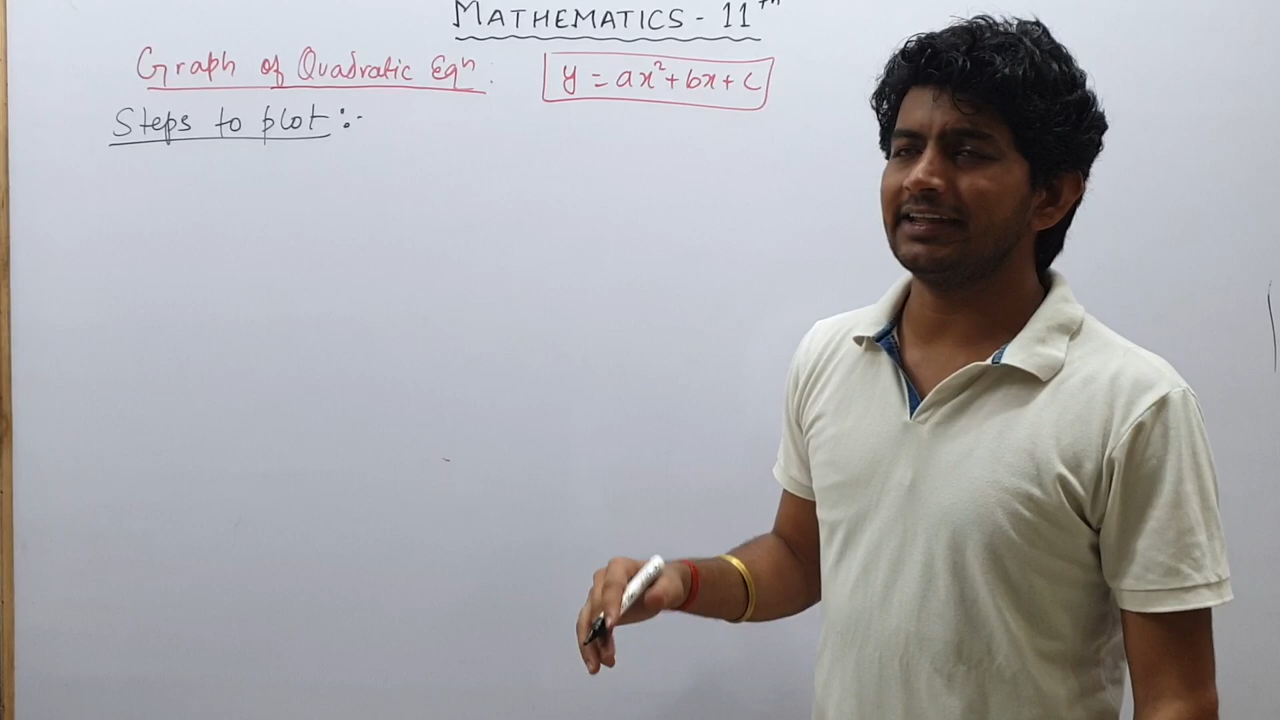 MATHEMATICS - 11th
Graph of Quadratic Eqn : y = ax²+bx+c
Steps to plot :-